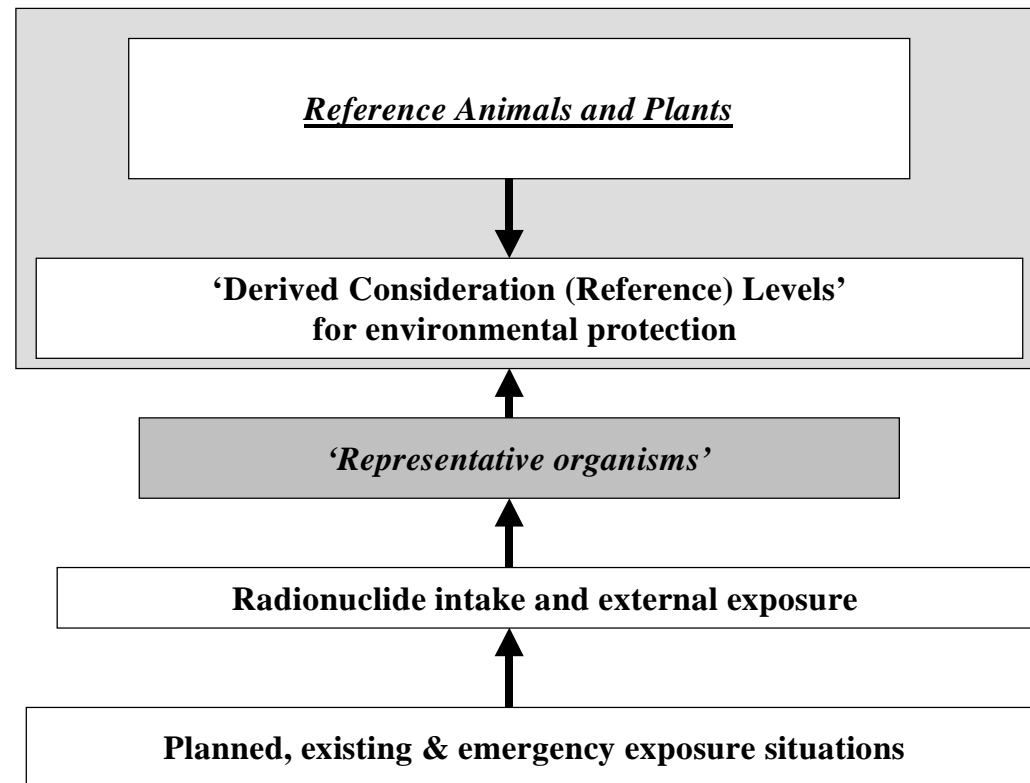 Reference Animals and Plants
‘Derived Consideration (Reference) Levels’
for environmental protection
‘Representative organisms’
Radionuclide intake and external exposure
Planned, existing & emergency exposure situations